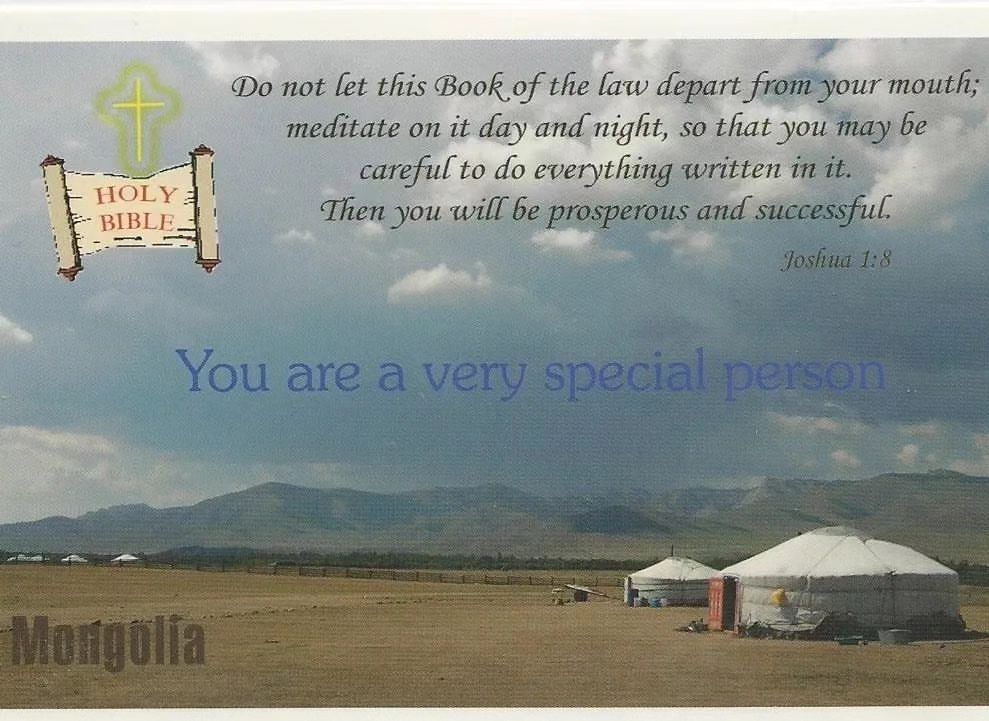 Do not let this Book of the law depart from your mouth;
meditate on it day and night, so that you may be
careful to do everything written in it.
Then you will be prosperous and successful.
Joshua 1:8
HOLY
BIBLE
You are a very special person
Mongolia